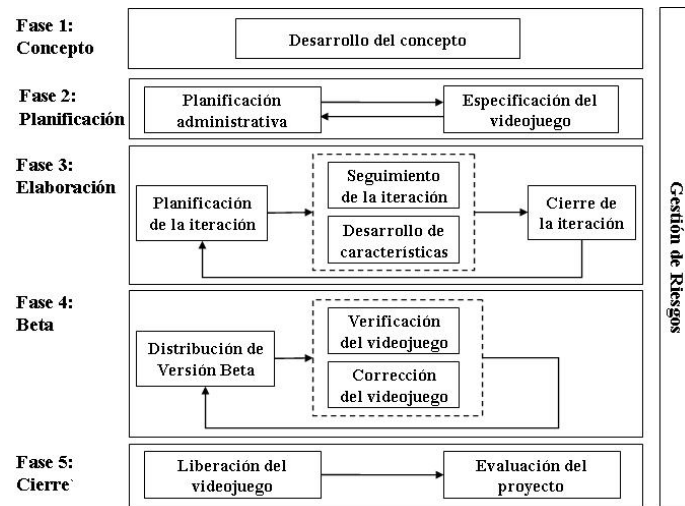 Fase 1:
Concepto
Desarrollo del concepto
Fase 2:
Planificación
Planificación
administrativa
Especificación del
videojuego
Fase 3:
Elaboración
Planificación
de la iteración
Seguimiento
de la iteración
Desarrollo de
características
Cierre de
la iteración
Fase 4:
Beta
Distribución de
Versión Beta
Verificación
del videojuego
Corrección
del videojuego
Fase 5:
Cierre
Liberación del
videojuego
Evaluación del
proyecto
Gestión de Riesgos